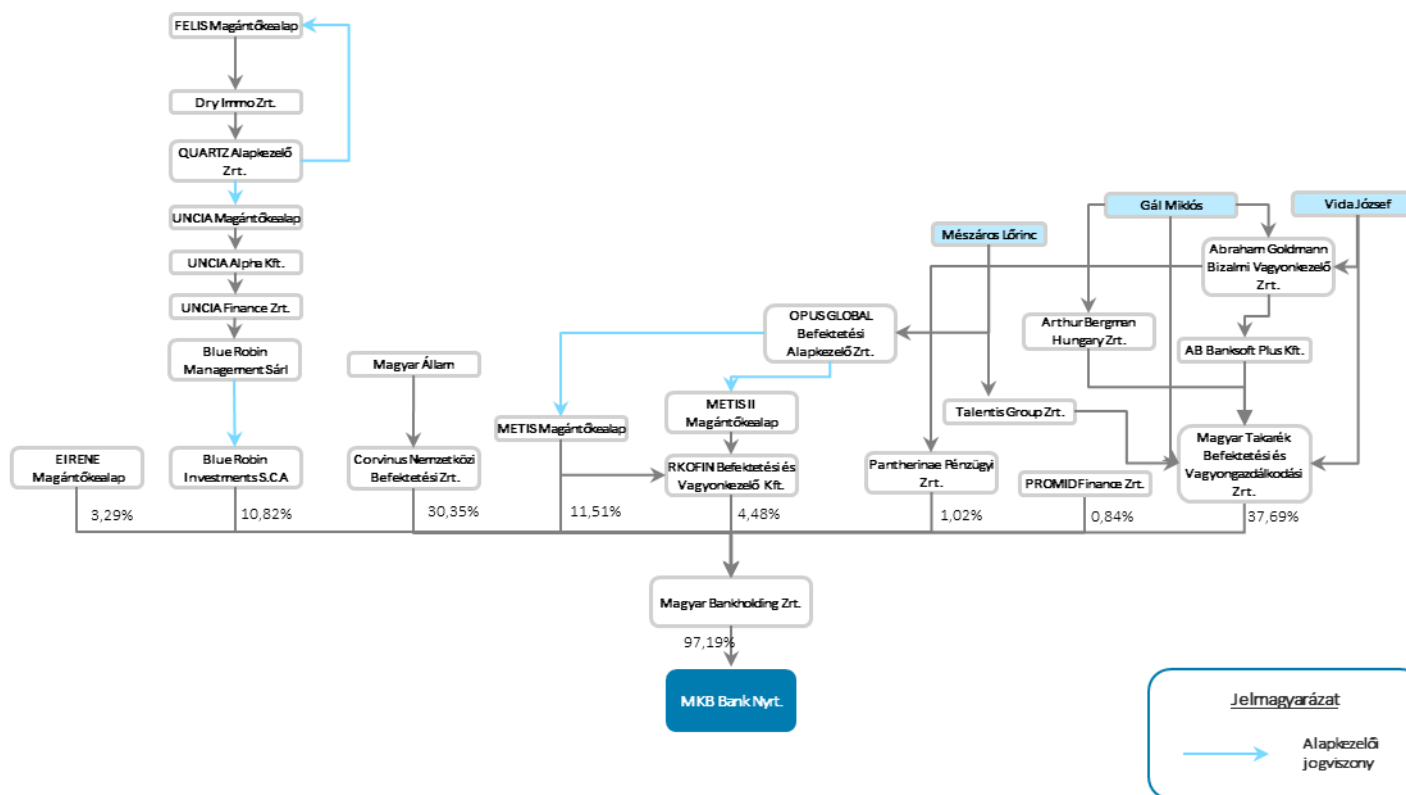 FELIS Magántőkealap
Dry Immo Zrt.
QUARTZ Alapkezelő
Zrt.
UNCIA Magántőkealap
UNCIA Alpha Kft.
UNCIA Finance Zrt.
Blue Robin
Management Sárl
Blue Robin
Investments S.C.A
EIRENE
Magántőkealap
Magyar Állam
Corvinus Nemzetközi
Befektetési Zrt.
METIS Magántőkealap
OPUS GLOBAL
Befektetési
Alapkezelő Zrt.
METIS II
Magántőkealap
RKOFIN Befektetési és
Vagyonkezelő Kft.
Mészáros Lőrinc
Gál Miklós
Vida József
Abraham Goldmann
Bizalmi Vagyonkezelő
Zrt.
Arthur Bergman
Hungary Zrt.
AB Banksoft Plus Kft.
Talentis Group Zrt.
Pantherinae Pénzügyi
Zrt.
PROMID Finance Zrt.
Magyar Takarék
Befektetési és
Vagyongazdálkodási
Zrt.
3,29%
10,82%
30,35%
11,51%
4,48%
1,02%
0,84%
37,69%
Magyar Bankholding Zrt.
97,19%
MKB Bank Nyrt.
Jelmagyarázat
Alapkezelői
jogviszony